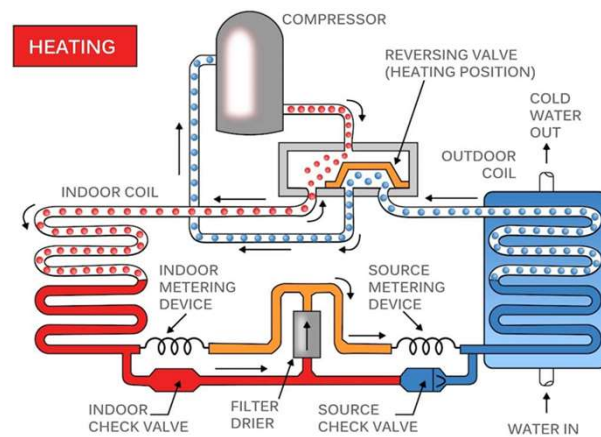 HEATING
COMPRESSOR
REVERSING VALVE
(HEATING POSITION)
COLD
WATER
OUT
OUTDOOR
COIL
INDOOR COIL
INDOOR
METERING
DEVICE
SOURCE
METERING
DEVICE
INDOOR
CHECK VALVE
FILTER
DRIER
SOURCE
CHECK VALVE
WATER IN